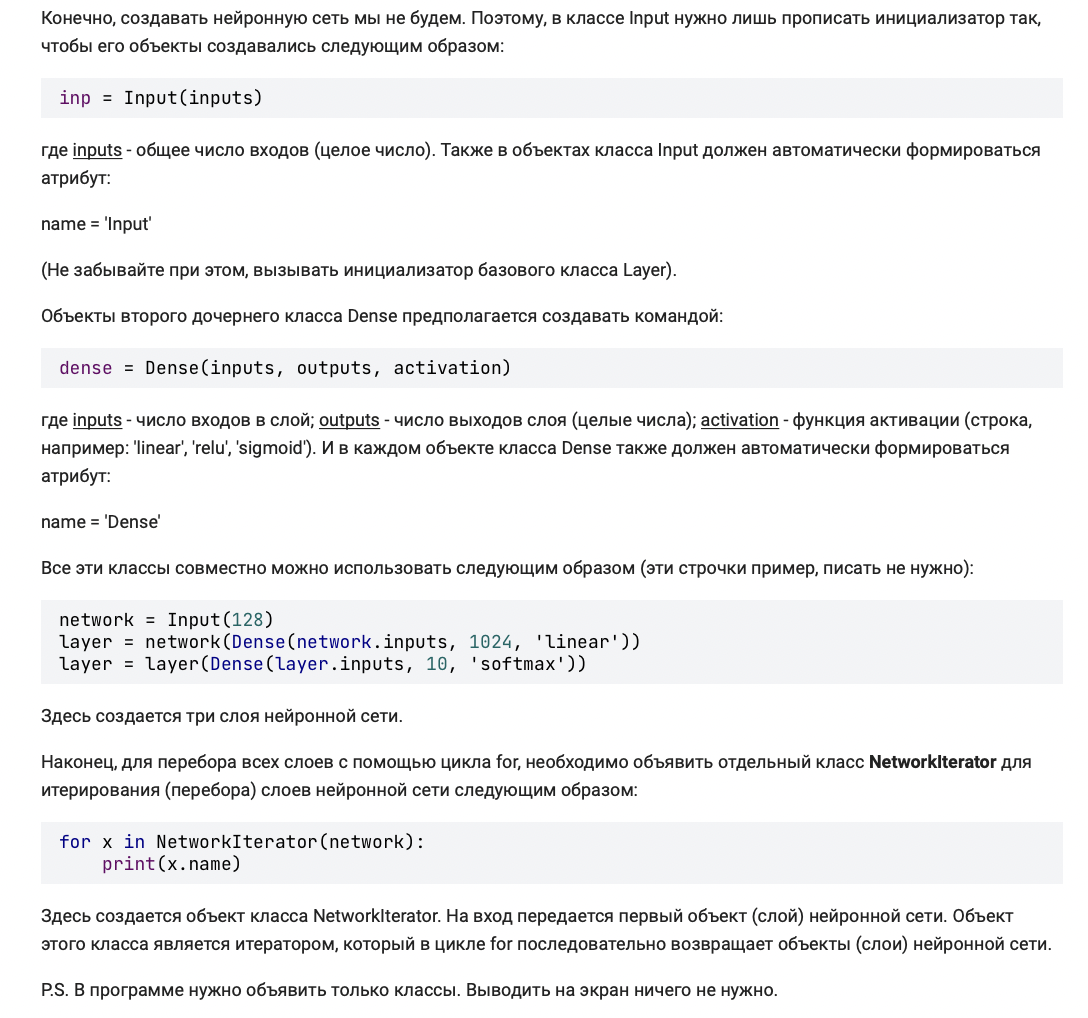 Конечно, создавать нейронную сеть мы не будем. Поэтому, в классе Input нужно лишь прописать инициализатор так,
чтобы его объекты создавались следующим образом:
inp = Input(inputs)
где inputs - общее число входов (целое число). Также в объектах класса Input должен автоматически формироваться
атрибут:
name = 'Input'
(Не забывайте при этом, вызывать инициализатор базового класса Layer).
Объекты второго дочернего класса Dense предполагается создавать командой:
dense = Dense(inputs, outputs, activation)
где inputs - число входов в слой; outputs - число выходов слоя (целые числа); activation - функция активации (строка,
например: 'linear', 'relu', 'sigmoid'). И в каждом объекте класса Dense также должен автоматически формироваться
атрибут:
name = 'Dense'
Все эти классы совместно можно использовать следующим образом (эти строчки пример, писать не нужно):
network = Input(128)
layer = network(Dense(network.inputs, 1024, 'linear'))
layer = layer(Dense(layer.inputs, 10, 'softmax'))
Здесь создается три слоя нейронной сети.
Наконец, для перебора всех слоев с помощью цикла for, необходимо объявить отдельный класс NetworkIterator для
итерирования (перебора) слоев нейронной сети следующим образом:
for x in NetworkIterator(network):
    print(x.name)
Здесь создается объект класса NetworkIterator. На вход передается первый объект (слой) нейронной сети. Объект
этого класса является итератором, который в цикле for последовательно возвращает объекты (слои) нейронной сети.
P.S. В программе нужно объявить только классы. Выводить на экран ничего не нужно.